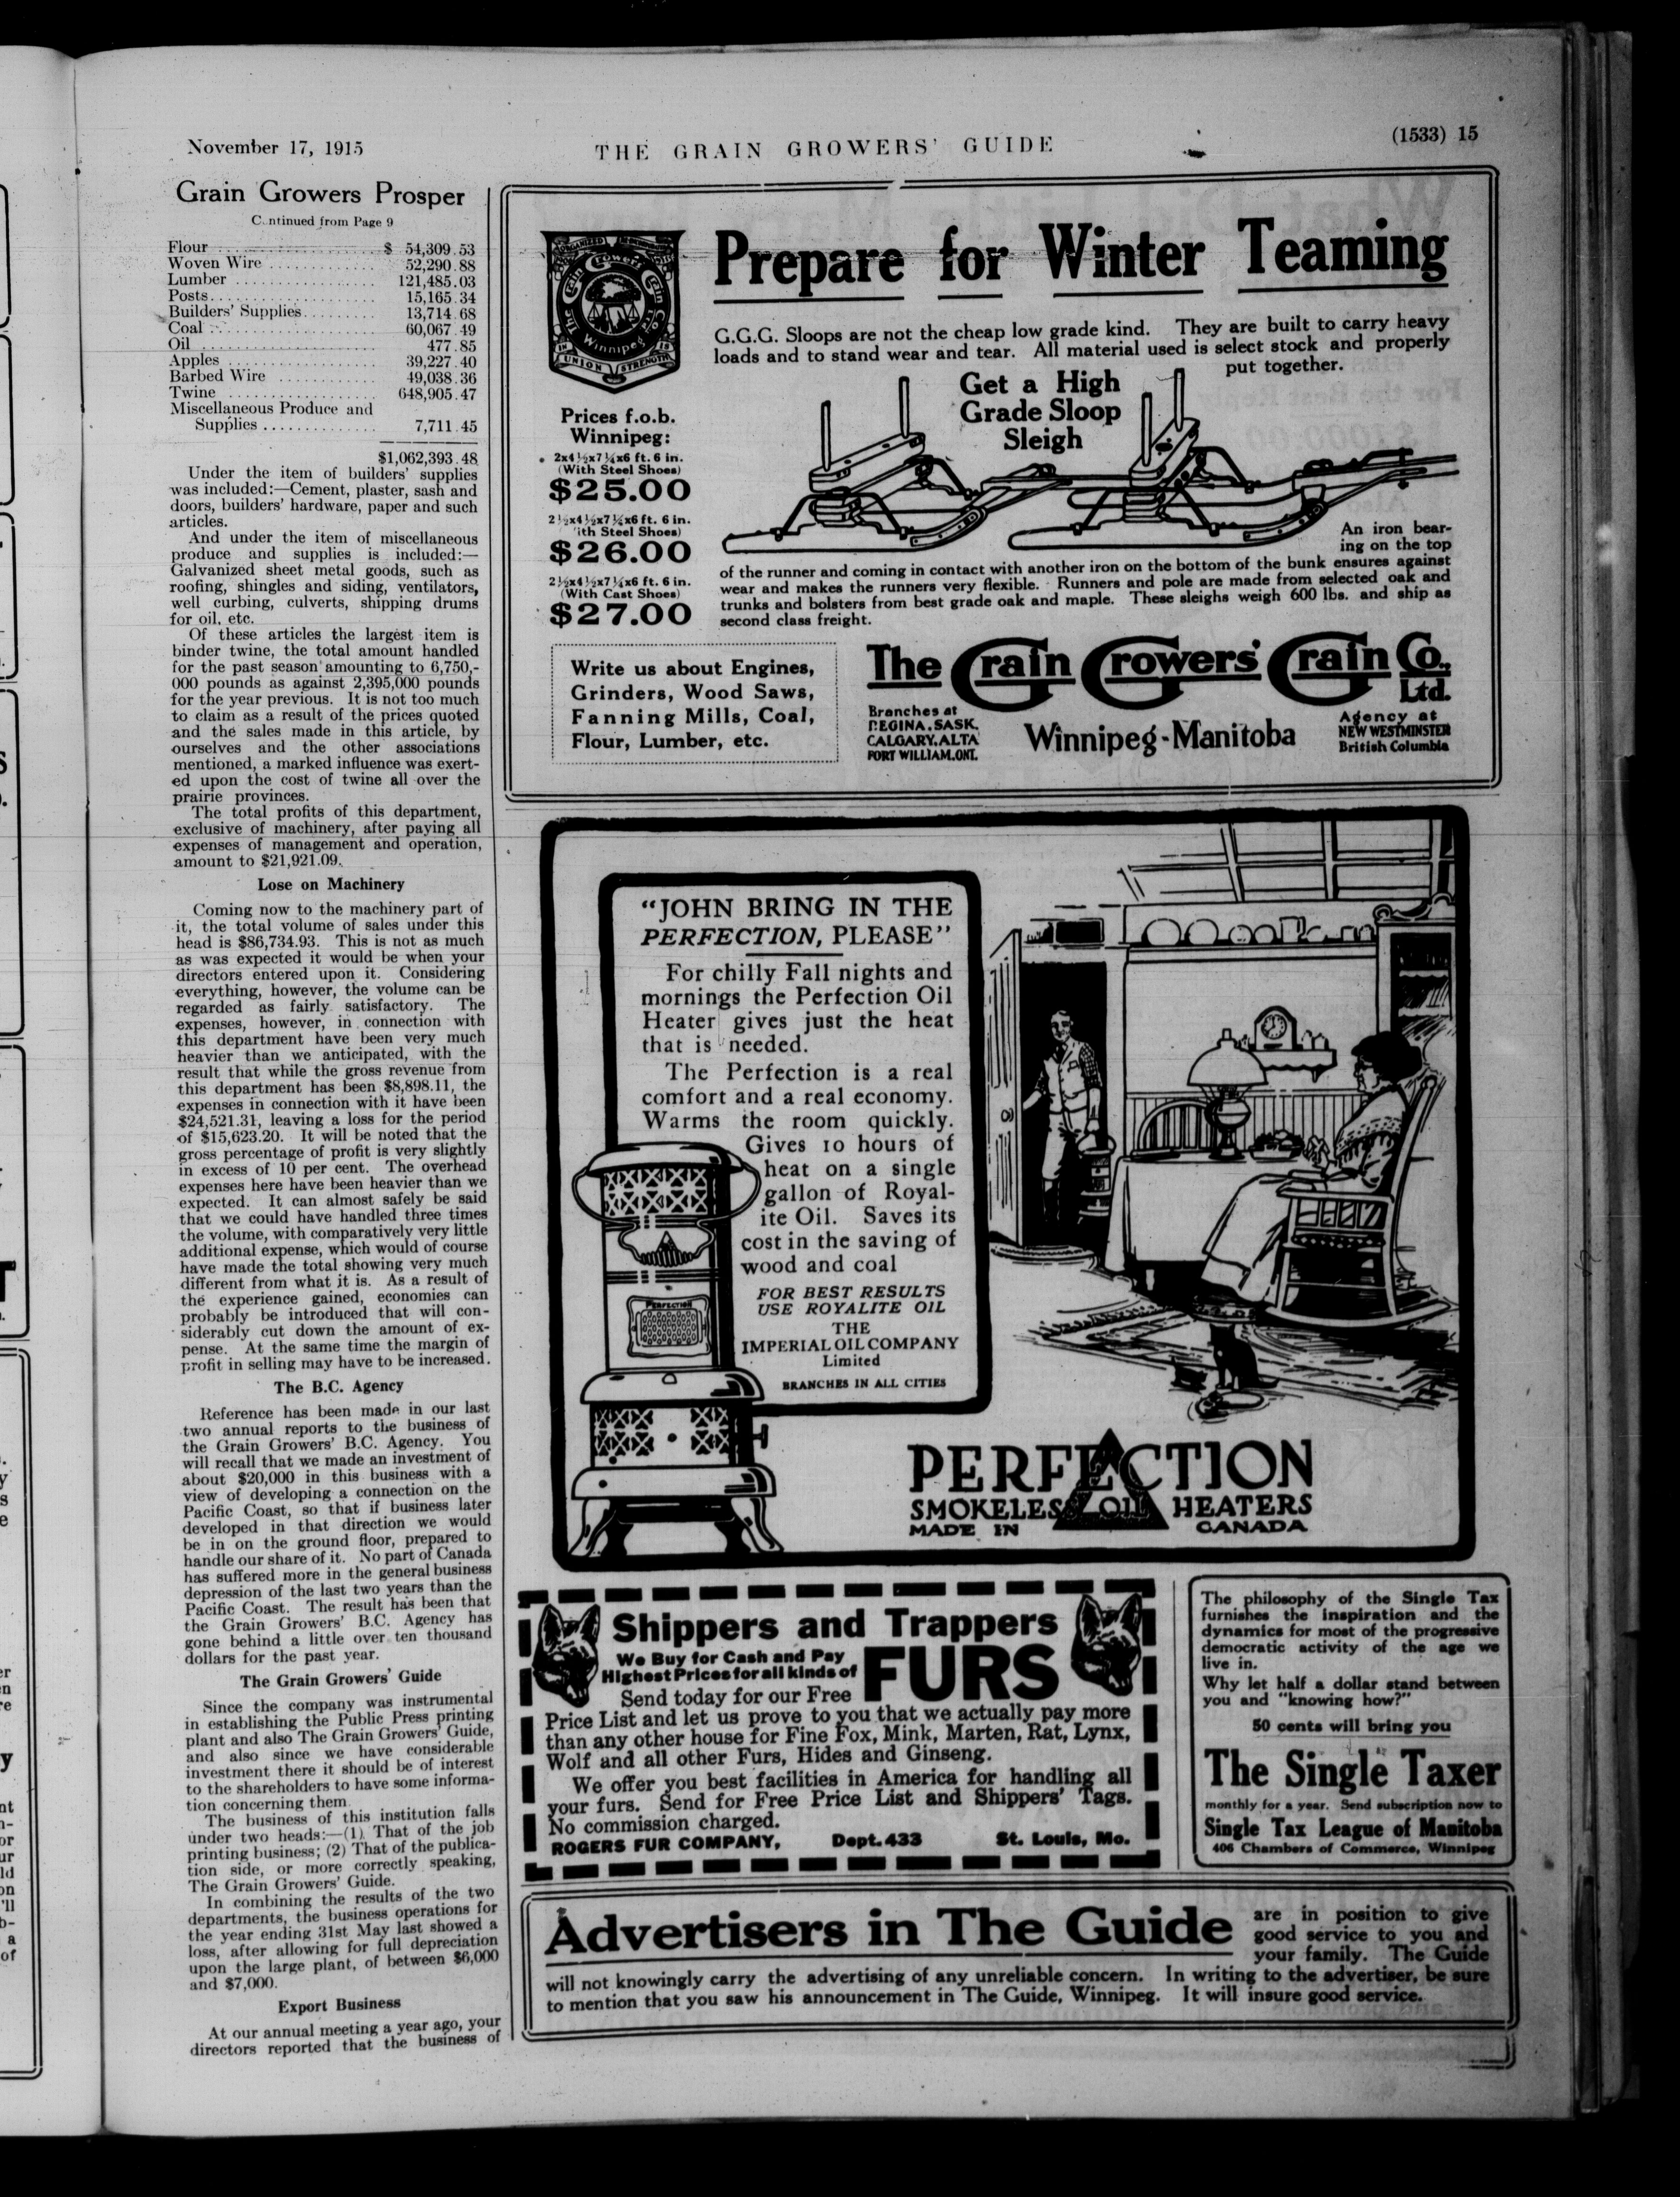 November 17, 1915
THE GRAIN GROWERS' GUIDE
(1533) 15
Grain Growers Prosper
Continued from Page 9
Flour ................ $ 54,309.53
Woven Wire ............ 52,290.88
Lumber ................ 121,485.03
Posts.................. 15,165.34
Builders' Supplies......... 13,714.68
Coal .................. 60,067.49
Oil ................... 477.85
Apples ................ 39,227.40
Barbed Wire ............ 49,038.36
Twine ................. 648,905.47
Miscellaneous Produce and
Supplies .............. 7,711.45
$1,062,393.48
Under the item of builders' supplies
was included:—Cement, plaster, sash and
doors, builders' hardware, paper and such
articles.
And under the item of miscellaneous
produce and supplies is included:—
Galvanized sheet metal goods, such as
roofing, shingles and siding, ventilators,
well curbing, culverts, shipping drums
for oil, etc.
Of these articles the largest item is
binder twine, the total amount handled
for the past season amounting to 6,750,-
000 pounds as against 2,395,000 pounds
for the year previous. It is not too much
to claim as a result of the prices quoted
and the sales made in this article, by
ourselves and the other associations
mentioned, a marked influence was exert-
ed upon the cost of twine all over the
prairie provinces.
The total profits of this department,
exclusive of machinery, after paying all
expenses of management and operation,
amount to $21,921.09.
Lose on Machinery
Coming now to the machinery part of
it, the total volume of sales under this
head is $86,734.93. This is not as much
as was expected it would be when your
directors entered upon it. Considering
everything, however, the volume can be
regarded as fairly satisfactory. The
expenses, however, in connection with
this department have been very much
heavier than we anticipated, with the
result that while the gross revenue from
this department has been $8,898.11, the
expenses in connection with it have been
$24,521.31, leaving a loss for the period
of $15,623.20. It will be noted that the
gross percentage of profit is very slightly
in excess of 10 per cent. The overhead
expenses here have been heavier than we
expected. It can almost safely be said
that we could have handled three times
the volume, with comparatively very little
additional expense, which would of course
have made the total showing very much
different from what it is. As a result of
the experience gained, economies can
probably be introduced that will con-
siderably cut down the amount of ex-
pense. At the same time the margin of
profit in selling may have to be increased.
The B.C. Agency
Reference has been made in our last
two annual reports to the business of
the Grain Growers' B.C. Agency. You
will recall that we made an investment of
about $20,000 in this business with a
view of developing a connection on the
Pacific Coast, so that if business later
developed in that direction we would
be in on the ground floor, prepared to
handle our share of it. No part of Canada
has suffered more in the general business
depression of the last two years than the
Pacific Coast. The result has been that
the Grain Growers' B.C. Agency has
gone behind a little over ten thousand
dollars for the past year.
The Grain Growers' Guide
Since the company was instrumental
in establishing the Public Press printing
plant and also The Grain Growers' Guide,
and also since we have considerable
investment there it should be of interest
to the shareholders to have some informa-
tion concerning them.
The business of this institution falls
under two heads:—(1) That of the job
printing business; (2) That of the publica-
tion side, or more correctly speaking,
The Grain Growers' Guide.
In combining the results of the two
departments, the business operations for
the year ending 31st May last showed a
loss, after allowing for full depreciation
upon the large plant, of between $6,000
and $7,000.
Export Business
At our annual meeting a year ago, your
directors reported that the business of
Prepare for Winter Teaming
ORGANIZED
The Grain Growers Grain Co. Ltd.
Winnipeg
IN UNION IS STRENGTH
G.G.G. Sloops are not the cheap low grade kind. They are built to carry heavy
loads and to stand wear and tear. All material used is select stock and properly
put together.
Get a High
Grade Sloop
Sleigh
Prices f.o.b.
Winnipeg:
2x4½x7¼x6 ft. 6 in.
(With Steel Shoes)
$25.00
2½x4½x7¼x6 ft. 6 in.
ith Steel Shoes)
$26.00
2½x4½x7¼x6 ft. 6 in.
(With Cast Shoes)
$27.00
An iron bear-
ing on the top
of the runner and coming in contact with another iron on the bottom of the bunk ensures against
wear and makes the runners very flexible. Runners and pole are made from selected oak and
trunks and bolsters from best grade oak and maple. These sleighs weigh 600 lbs. and ship as
second class freight.
Write us about Engines,
Grinders, Wood Saws,
Fanning Mills, Coal,
Flour, Lumber, etc.
The Grain Growers' Grain Co., Ltd.
Branches at
REGINA, SASK.
CALGARY, ALTA
FORT WILLIAM, ONT.
Winnipeg-Manitoba
Agency at
NEW WESTMINSTER
British Columbia
"JOHN BRING IN THE
PERFECTION, PLEASE"
For chilly Fall nights and
mornings the Perfection Oil
Heater gives just the heat
that is needed.
The Perfection is a real
comfort and a real economy.
Warms the room quickly.
Gives 10 hours of
heat on a single
gallon of Royal-
ite Oil. Saves its
cost in the saving of
wood and coal
FOR BEST RESULTS
USE ROYALITE OIL
THE
IMPERIAL OIL COMPANY
Limited
BRANCHES IN ALL CITIES
PERFECTION
PERFECTION
SMOKELESS OIL HEATERS
MADE IN CANADA
Shippers and Trappers
We Buy for Cash and Pay
Highest Prices for all kinds of
FURS
Send today for our Free
Price List and let us prove to you that we actually pay more
than any other house for Fine Fox, Mink, Marten, Rat, Lynx,
Wolf and all other Furs, Hides and Ginseng.
We offer you best facilities in America for handling all
your furs. Send for Free Price List and Shippers' Tags.
No commission charged.
ROGERS FUR COMPANY, Dept. 433 St. Louis, Mo.
The philosophy of the Single Tax
furnishes the inspiration and the
dynamics for most of the progressive
democratic activity of the age we
live in.
Why let half a dollar stand between
you and "knowing how?"
50 cents will bring you
The Single Taxer
monthly for a year. Send subscription now to
Single Tax League of Manitoba
406 Chambers of Commerce, Winnipeg
Advertisers in The Guide
are in position to give
good service to you and
your family. The Guide
will not knowingly carry the advertising of any unreliable concern. In writing to the advertiser, be sure
to mention that you saw his announcement in The Guide, Winnipeg. It will insure good service.